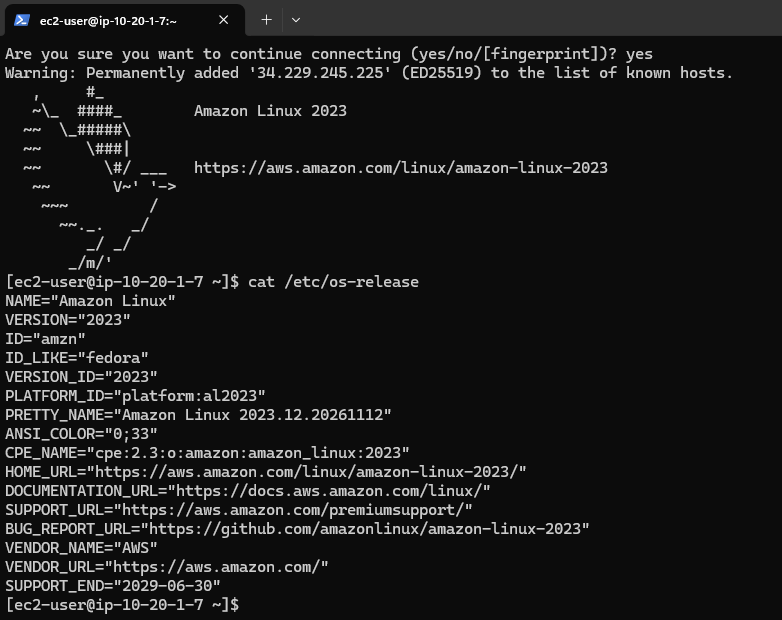 ec2-user@ip-10-20-1-7:~
Are you sure you want to continue connecting (yes/no/[fingerprint])? yes
Warning: Permanently added '34.229.245.225' (ED25519) to the list of known hosts.
   ,     #_
   ~\_  ####_        Amazon Linux 2023
  ~~  \_#####\
  ~~     \###|
  ~~       \#/ ___   https://aws.amazon.com/linux/amazon-linux-2023
   ~~       V~' '->
    ~~~         /
      ~~._.   _/
         _/ _/
       _/m/'
[ec2-user@ip-10-20-1-7 ~]$ cat /etc/os-release
NAME="Amazon Linux"
VERSION="2023"
ID="amzn"
ID_LIKE="fedora"
VERSION_ID="2023"
PLATFORM_ID="platform:al2023"
PRETTY_NAME="Amazon Linux 2023.12.20261112"
ANSI_COLOR="0;33"
CPE_NAME="cpe:2.3:o:amazon:amazon_linux:2023"
HOME_URL="https://aws.amazon.com/linux/amazon-linux-2023/"
DOCUMENTATION_URL="https://docs.aws.amazon.com/linux/"
SUPPORT_URL="https://aws.amazon.com/premiumsupport/"
BUG_REPORT_URL="https://github.com/amazonlinux/amazon-linux-2023"
VENDOR_NAME="AWS"
VENDOR_URL="https://aws.amazon.com/"
SUPPORT_END="2029-06-30"
[ec2-user@ip-10-20-1-7 ~]$